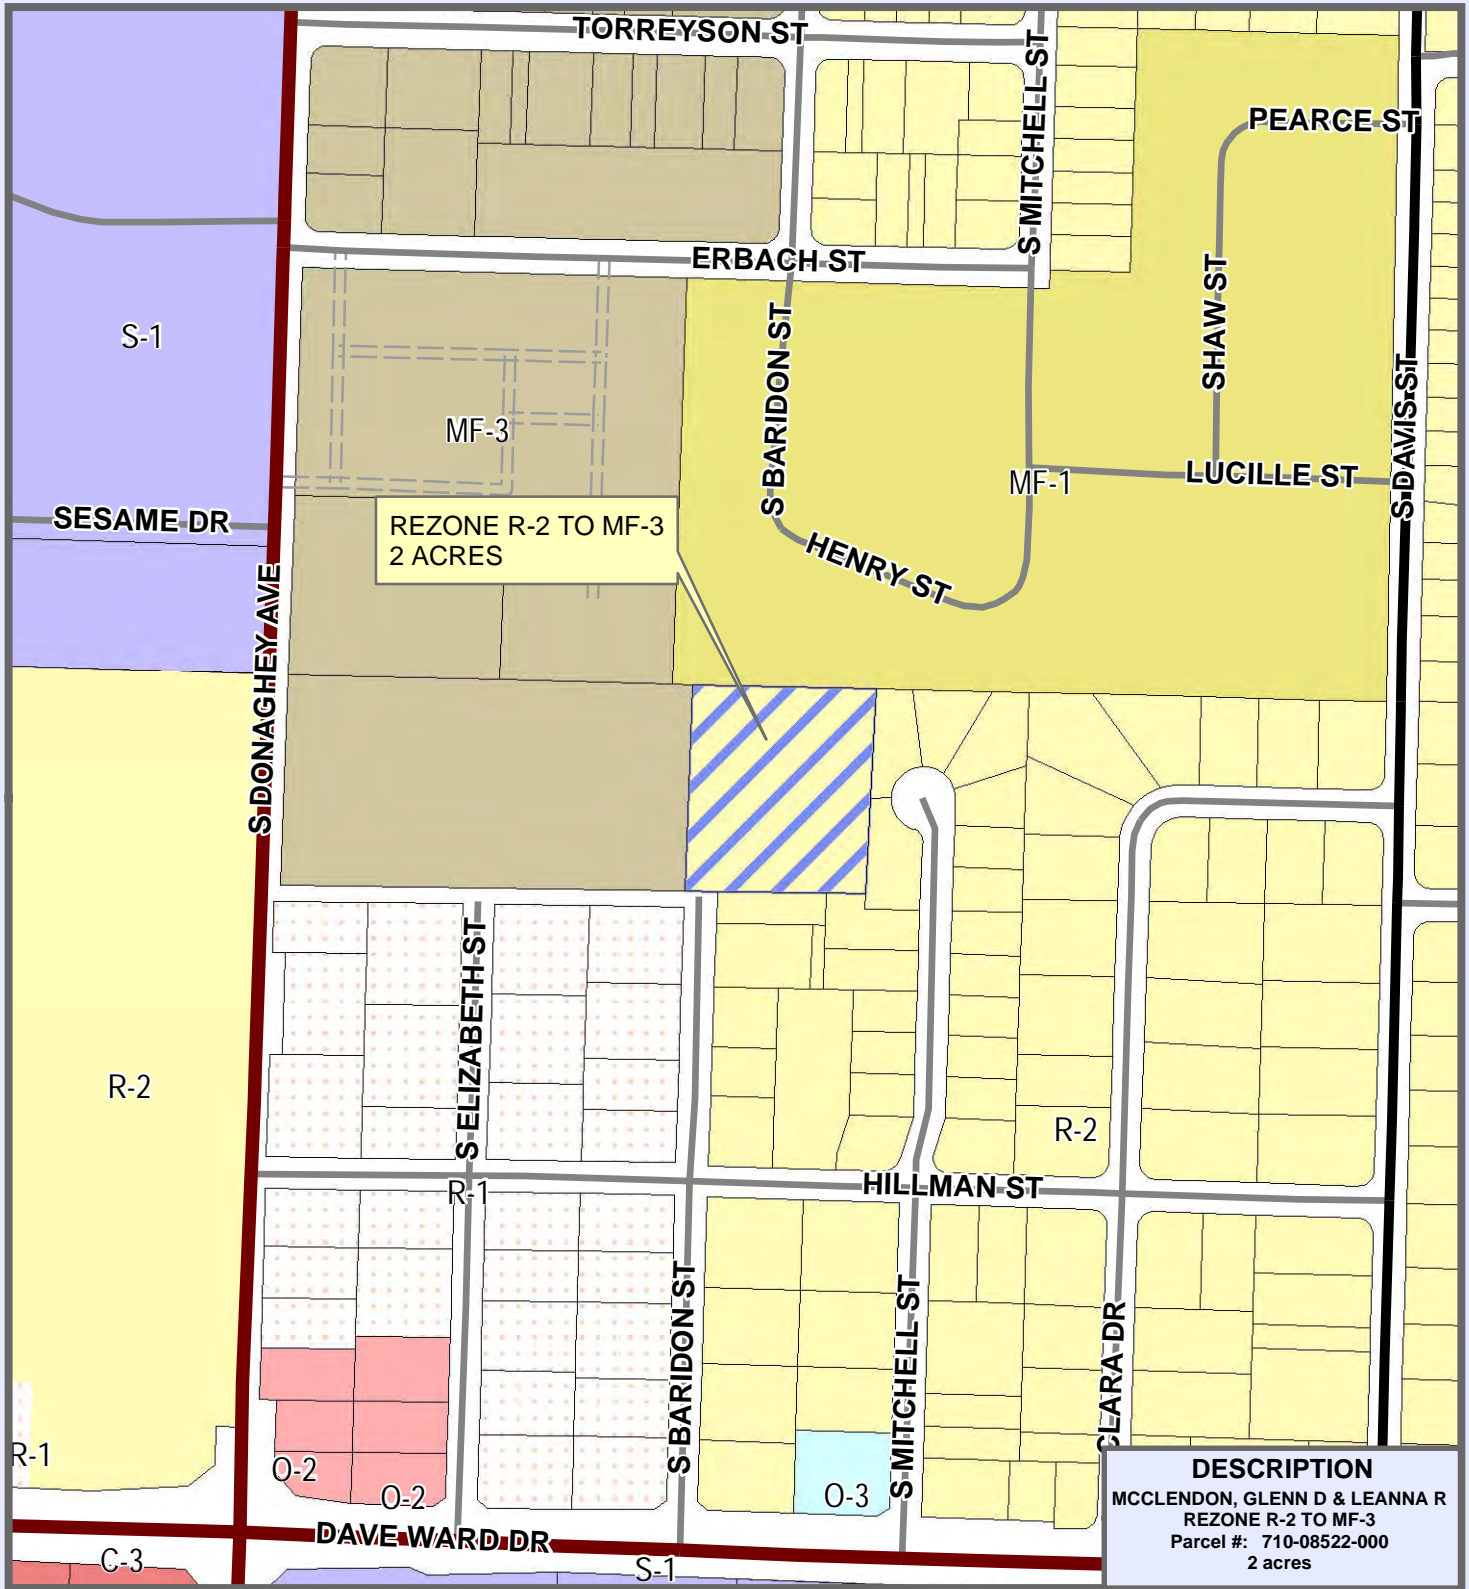 TORREYSON ST
S MITCHELL ST
PEARCE ST
ERBACH ST
S-1
S BARIDON ST
SHAW ST
S DAVIS ST
MF-3
MF-1
LUCILLE ST
SESAME DR
REZONE R-2 TO MF-3
2 ACRES
HENRY ST
S DONAGHEY AVE
S ELIZABETH ST
R-2
R-2
HILLMAN ST
R-1
S BARIDON ST
S MITCHELL ST
CLARA DR
R-1
O-2
O-2
O-3
DAVE WARD DR
C-3
S-1
DESCRIPTION
MCCLENDON, GLENN D & LEANNA R
REZONE R-2 TO MF-3
Parcel #: 710-08522-000
2 acres